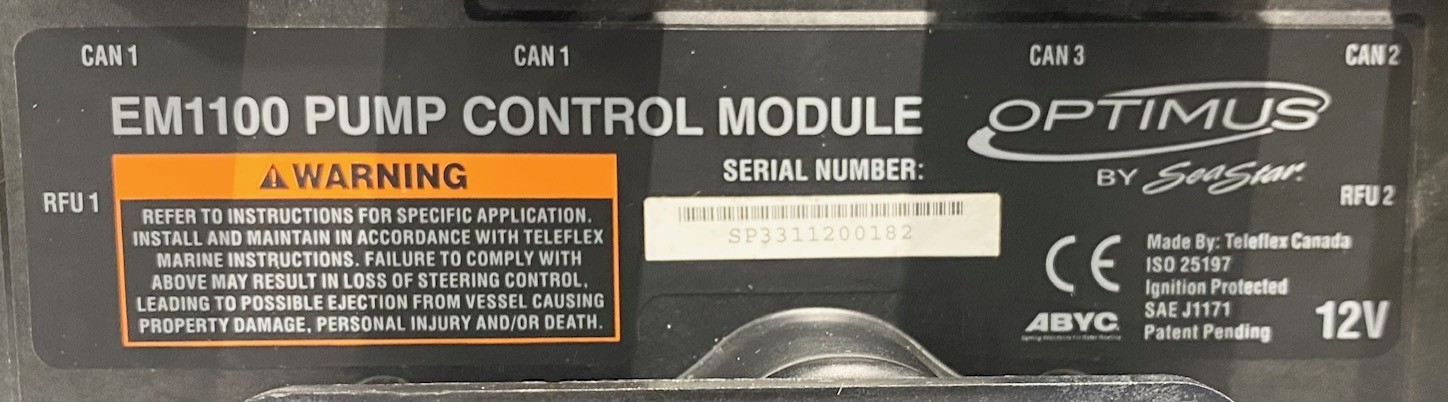 CAN 1
CAN 1
CAN 3
CAN 2
EM1100 PUMP CONTROL MODULE
OPTIMUS
BY SeaStar
RFU 1
WARNING
REFER TO INSTRUCTIONS FOR SPECIFIC APPLICATION.
INSTALL AND MAINTAIN IN ACCORDANCE WITH TELEFLEX
MARINE INSTRUCTIONS. FAILURE TO COMPLY WITH
ABOVE MAY RESULT IN LOSS OF STEERING CONTROL,
LEADING TO POSSIBLE EJECTION FROM VESSEL CAUSING
PROPERTY DAMAGE, PERSONAL INJURY AND/OR DEATH.
SERIAL NUMBER:
SP3311200182
RFU 2
CE
ABYC
Made By: Teleflex Canada
ISO 25197
Ignition Protected
SAE J1171
Patent Pending
12V